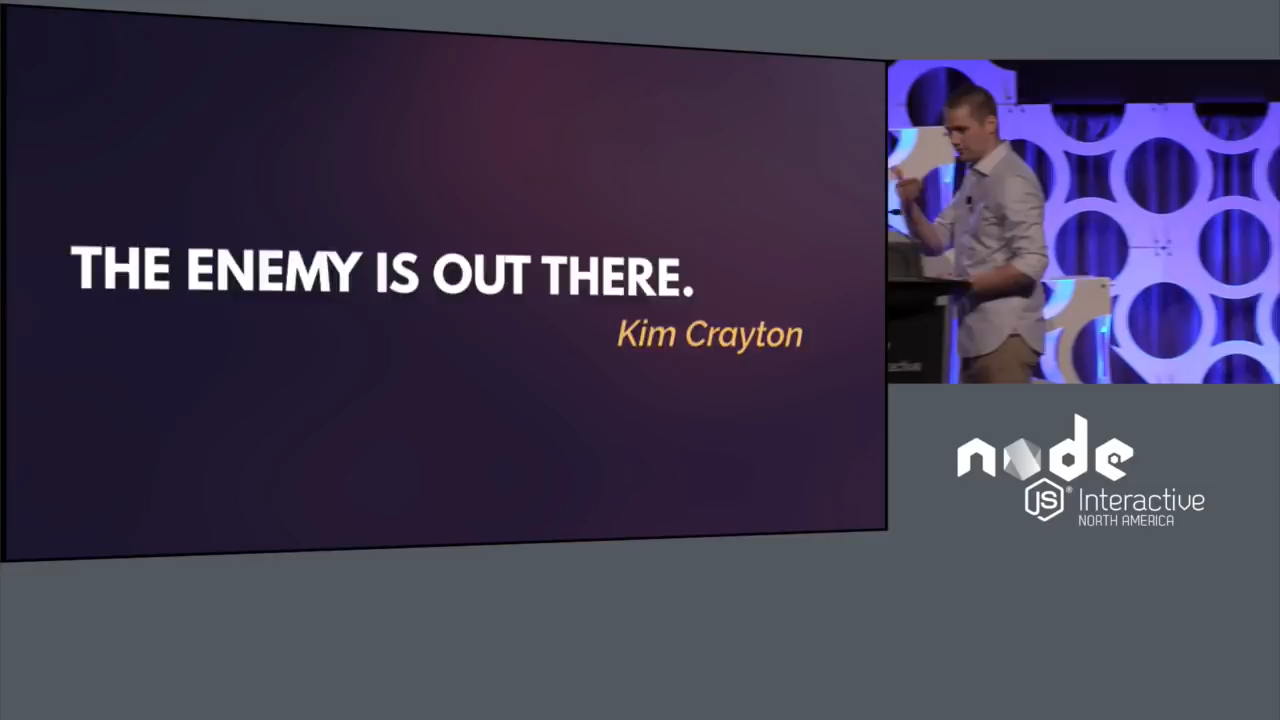 THE ENEMY IS OUT THERE.
Kim Crayton
node
JS® Interactive
NORTH AMERICA